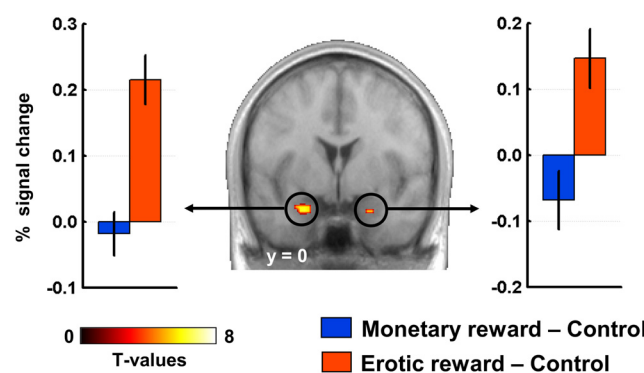 % signal change
0.3
0.2
0.1
0.0
-0.1
y = 0
0.2
0.1
0.0
-0.1
-0.2
0 8
T-values
Monetary reward – Control
Erotic reward – Control